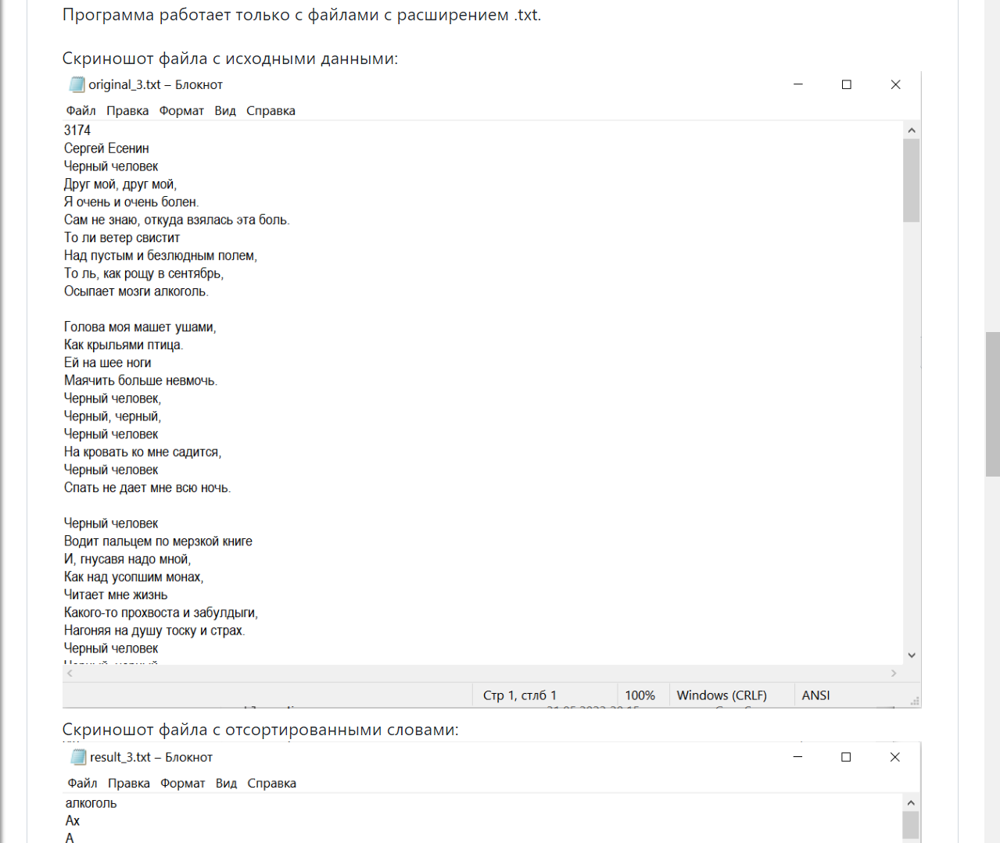 Программа работает только с файлами с расширением .txt.
Скриношот файла с исходными данными:
original_3.txt – Блокнот
Файл Правка Формат Вид Справка
3174
Сергей Есенин
Черный человек
Друг мой, друг мой,
Я очень и очень болен.
Сам не знаю, откуда взялась эта боль.
То ли ветер свистит
Над пустым и безлюдным полем,
То ль, как рощу в сентябрь,
Осыпает мозги алкоголь.
Голова моя машет ушами,
Как крыльями птица.
Ей на шее ноги
Маячить больше невмочь.
Черный человек,
Черный, черный,
Черный человек
На кровать ко мне садится,
Черный человек
Спать не дает мне всю ночь.
Черный человек
Водит пальцем по мерзкой книге
И, гнусавя надо мной,
Как над усопшим монах,
Читает мне жизнь
Какого-то прохвоста и забулдыги,
Нагоняя на душу тоску и страх.
Черный человек
Стр 1, стлб 1 100% Windows (CRLF) ANSI
Скриношот файла с отсортированными словами:
result_3.txt – Блокнот
Файл Правка Формат Вид Справка
алкоголь
Ах
А